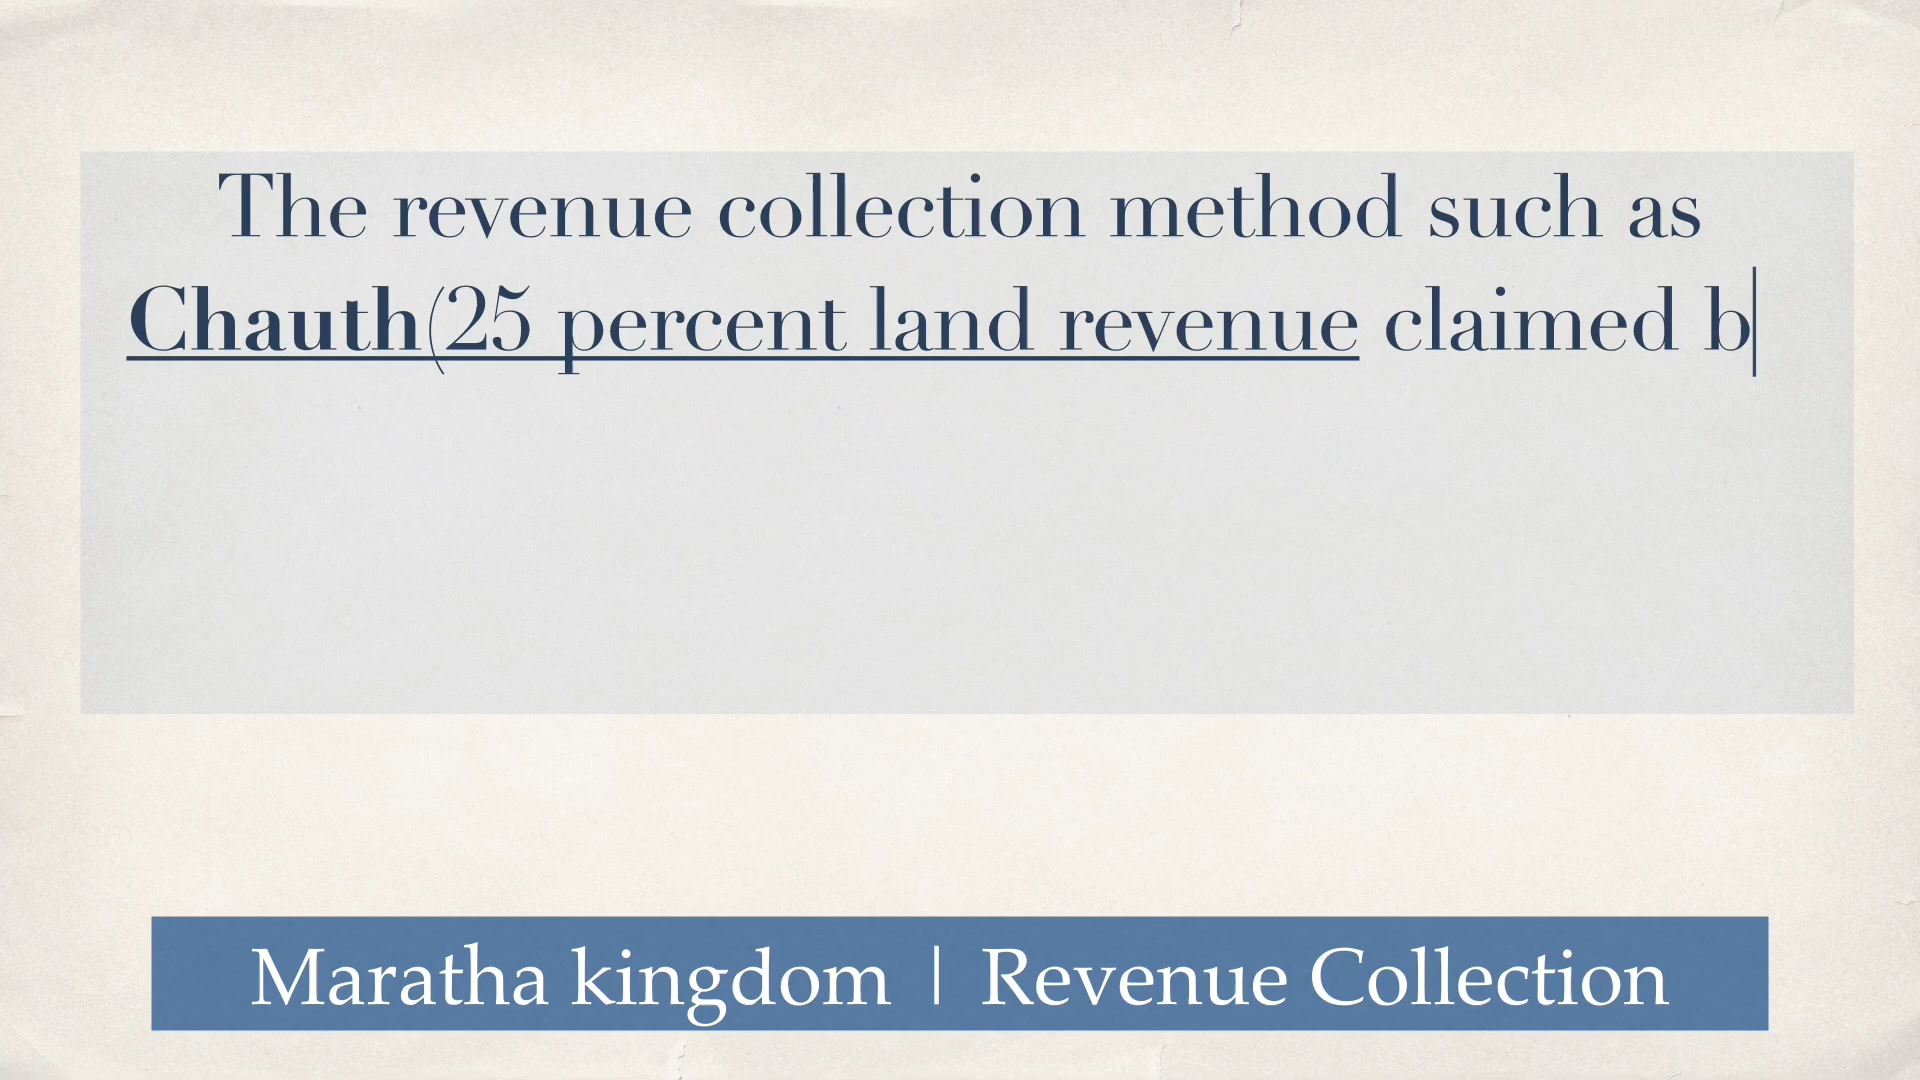 The revenue collection method such as
Chauth(25 percent land revenue claimed b
Maratha kingdom | Revenue Collection